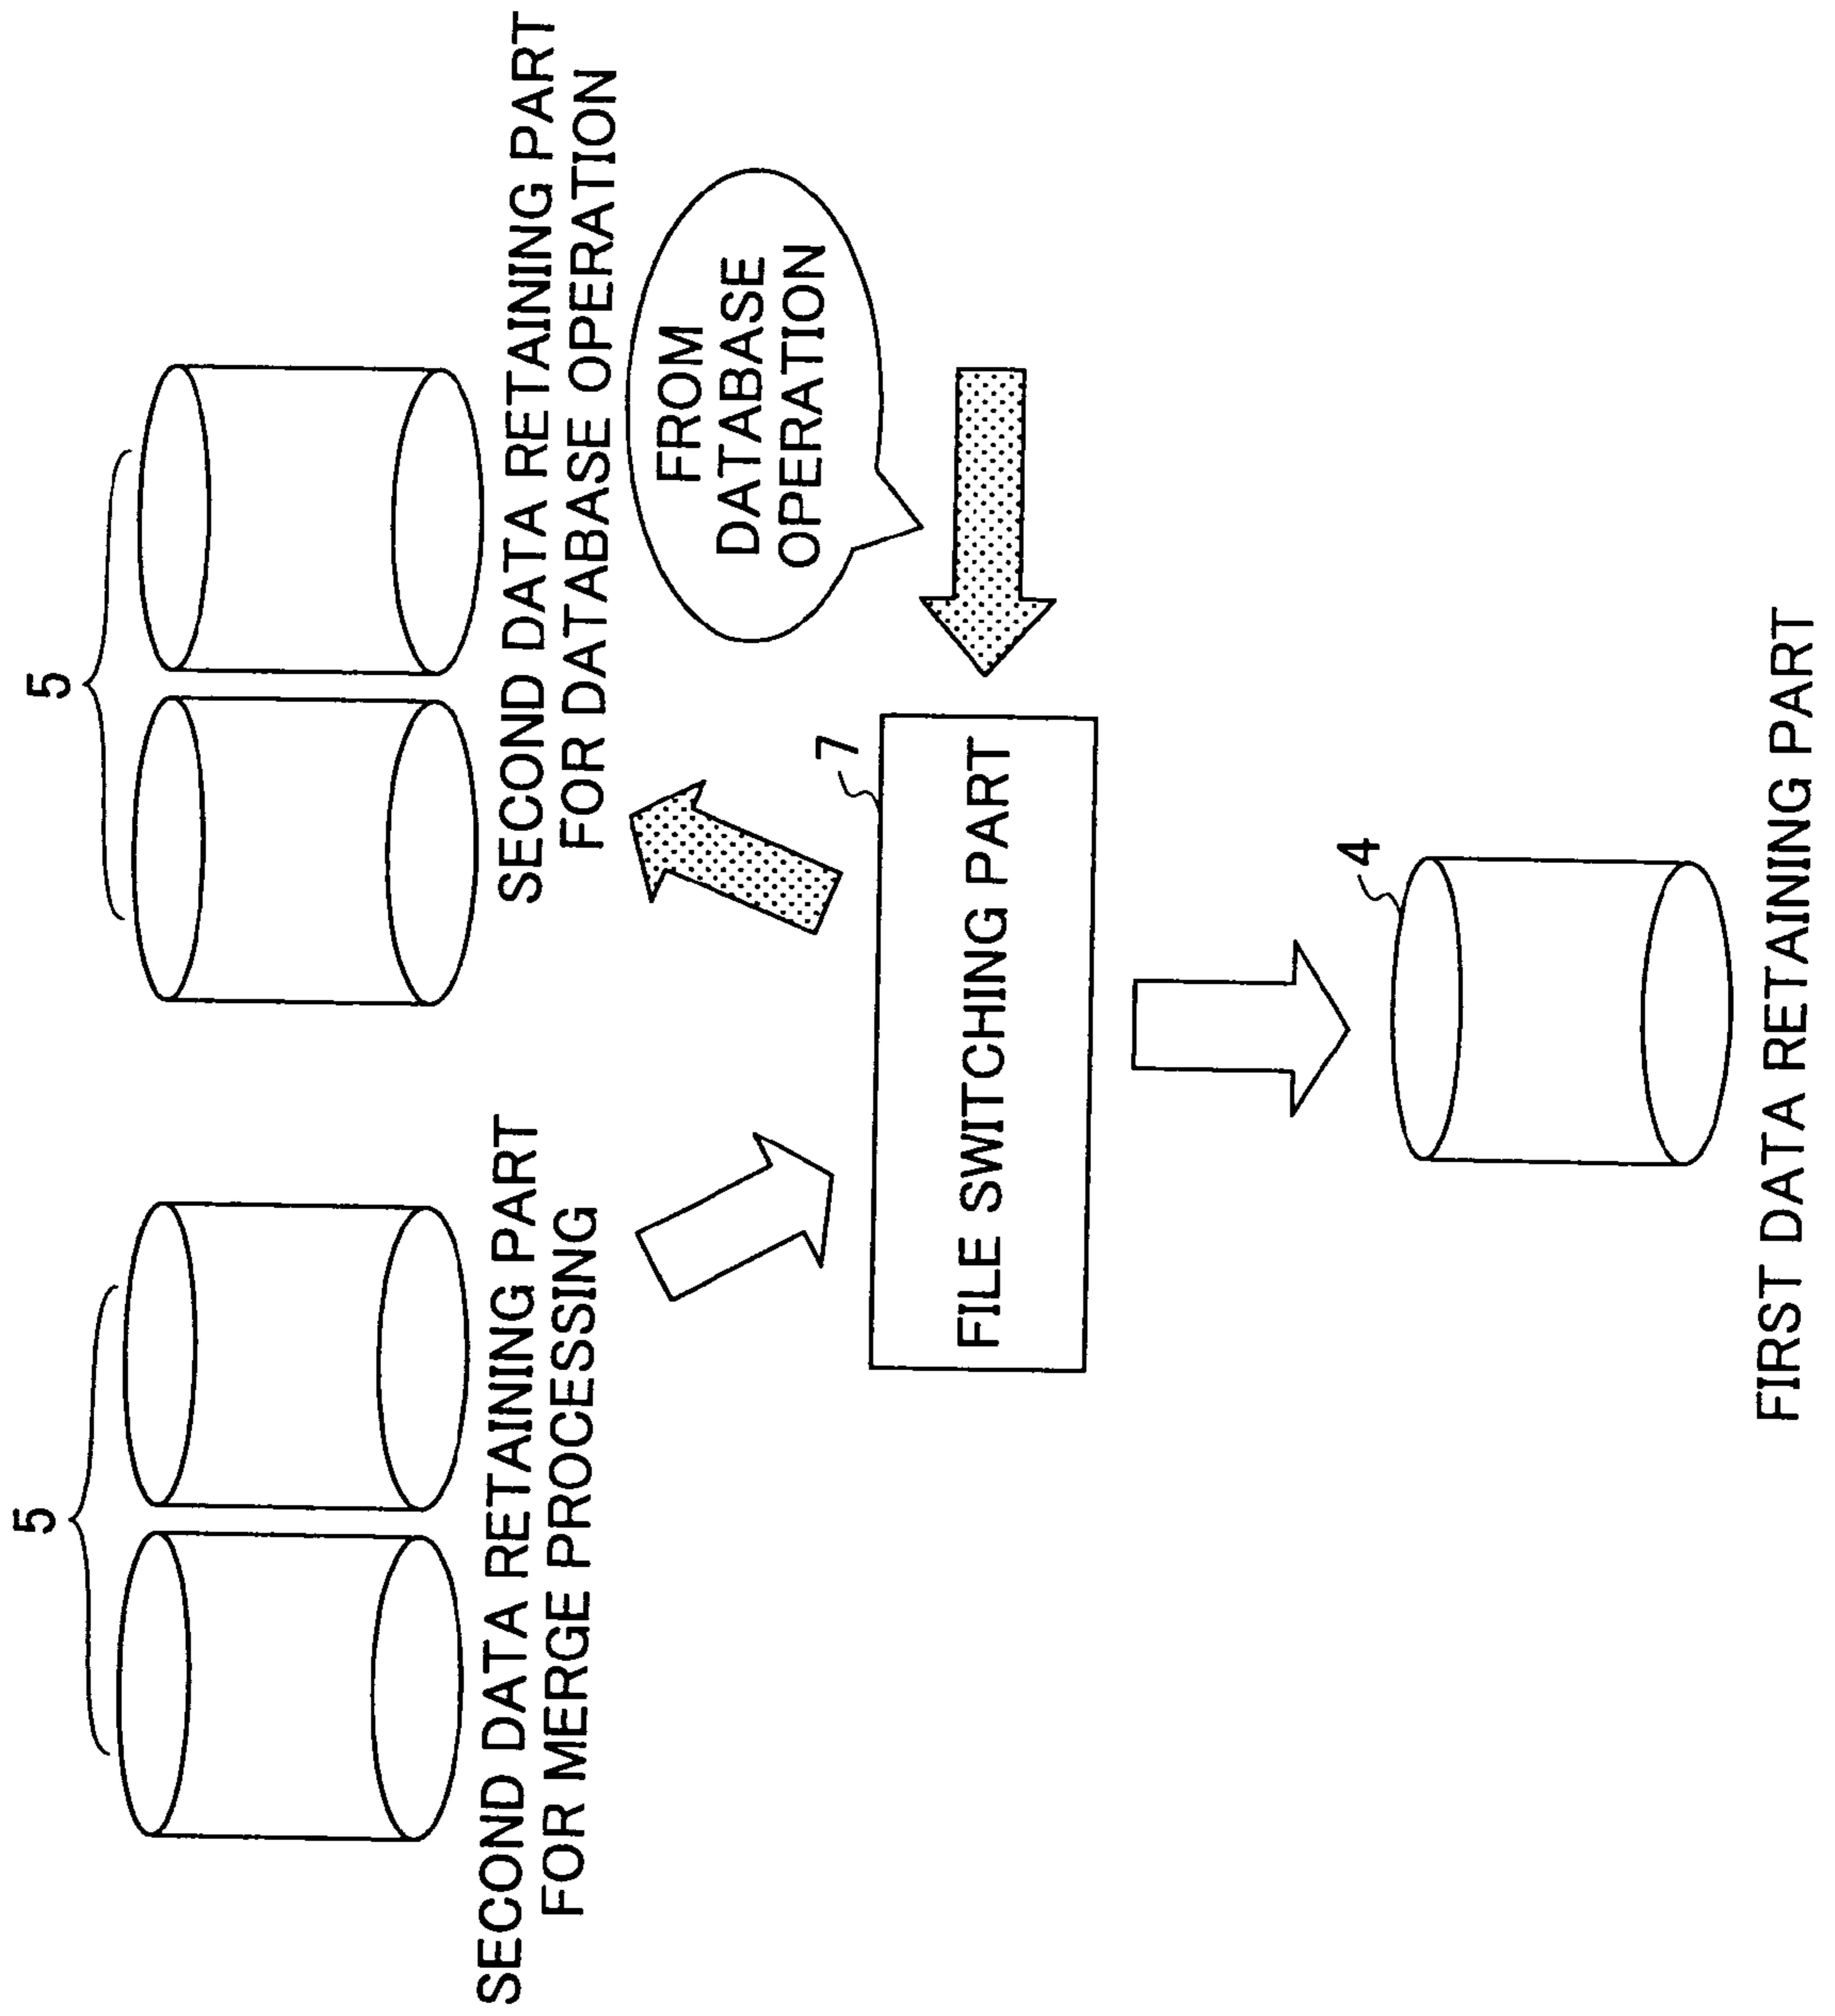 5
5
SECOND DATA RETAINING PART
FOR MERGE PROCESSING
SECOND DATA RETAINING PART
FOR DATABASE OPERATION
FROM
DATABASE
OPERATION
7
FILE SWITCHING PART
4
FIRST DATA RETAINING PART